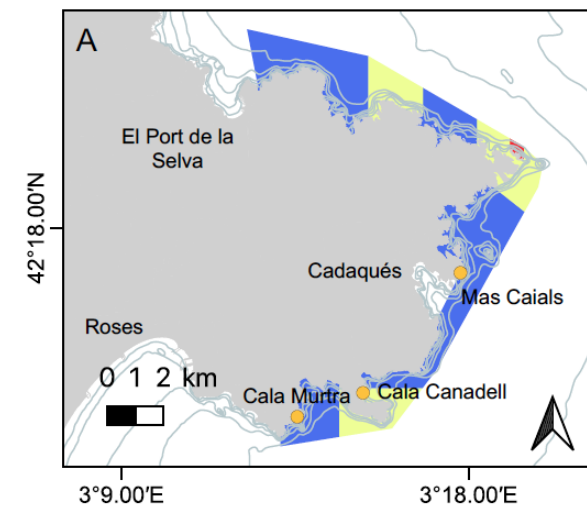 A
El Port de la
Selva
42°18.00'N
Cadaqués
Mas Caials
Roses
0 1 2 km
Cala Murtra
Cala Canadell
3°9.00'E
3°18.00'E